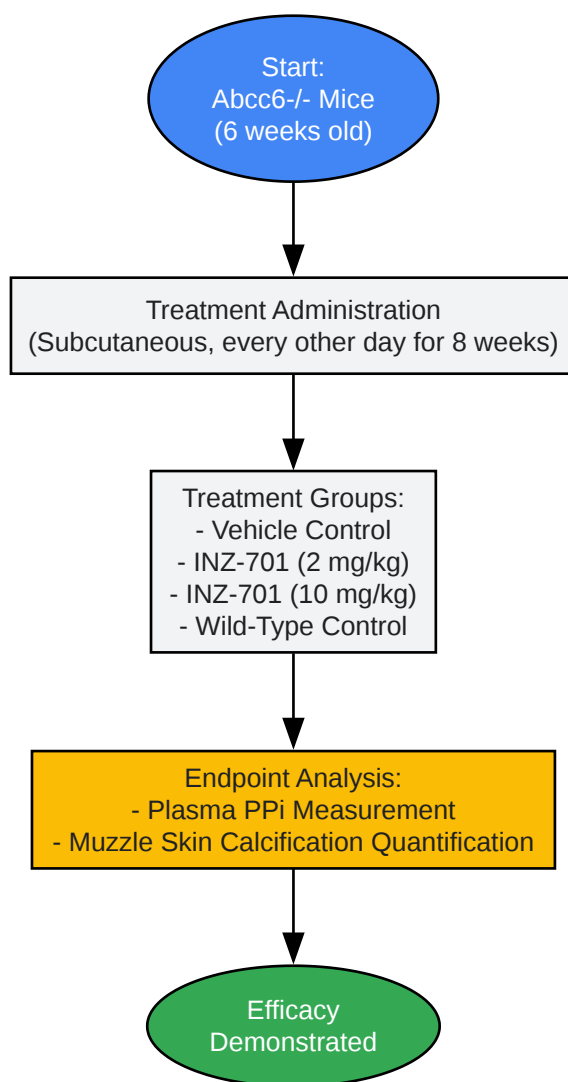 Start:
Abcc6-/- Mice
(6 weeks old)
Treatment Administration
(Subcutaneous, every other day for 8 weeks)
Treatment Groups:
- Vehicle Control
- INZ-701 (2 mg/kg)
- INZ-701 (10 mg/kg)
- Wild-Type Control
Endpoint Analysis:
- Plasma PPi Measurement
- Muzzle Skin Calcification Quantification
Efficacy
Demonstrated